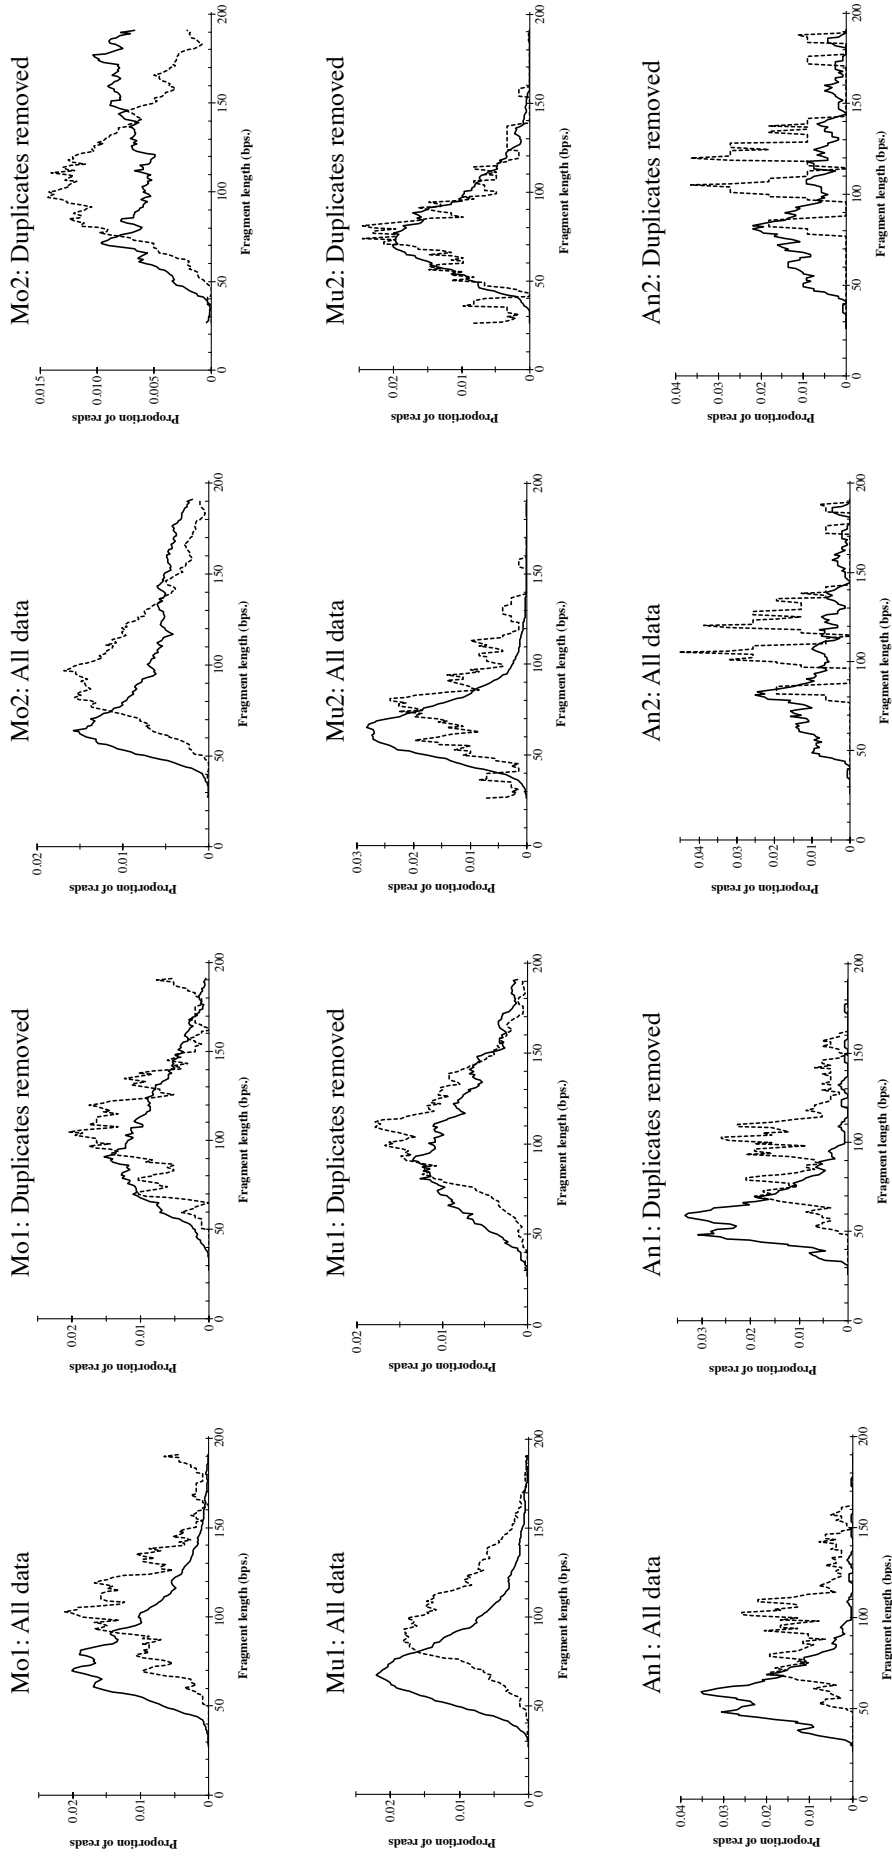 Mo1: All data
0.02
0.01
0
Proportion of reads
0 50 100 150 200
Fragment length (bps.)
Mo1: Duplicates removed
0.02
0.01
0
Proportion of reads
0 50 100 150 200
Fragment length (bps.)
Mo2: All data
0.02
0.01
0
Proportion of reads
0 50 100 150 200
Fragment length (bps.)
Mo2: Duplicates removed
0.015
0.010
0.005
0
Proportion of reads
0 50 100 150 200
Fragment length (bps.)
Mu1: All data
0.02
0.01
0
Proportion of reads
0 50 100 150 200
Fragment length (bps.)
Mu1: Duplicates removed
0.02
0.01
0
Proportion of reads
0 50 100 150 200
Fragment length (bps.)
Mu2: All data
0.03
0.02
0.01
0
Proportion of reads
0 50 100 150 200
Fragment length (bps.)
Mu2: Duplicates removed
0.02
0.01
0
Proportion of reads
0 50 100 150 200
Fragment length (bps.)
An1: All data
0.04
0.03
0.02
0.01
0
Proportion of reads
0 50 100 150 200
Fragment length (bps.)
An1: Duplicates removed
0.03
0.02
0.01
0
Proportion of reads
0 50 100 150 200
Fragment length (bps.)
An2: All data
0.04
0.03
0.02
0.01
0
Proportion of reads
0 50 100 150 200
Fragment length (bps.)
An2: Duplicates removed
0.04
0.03
0.02
0.01
0
Proportion of reads
0 50 100 150 200
Fragment length (bps.)